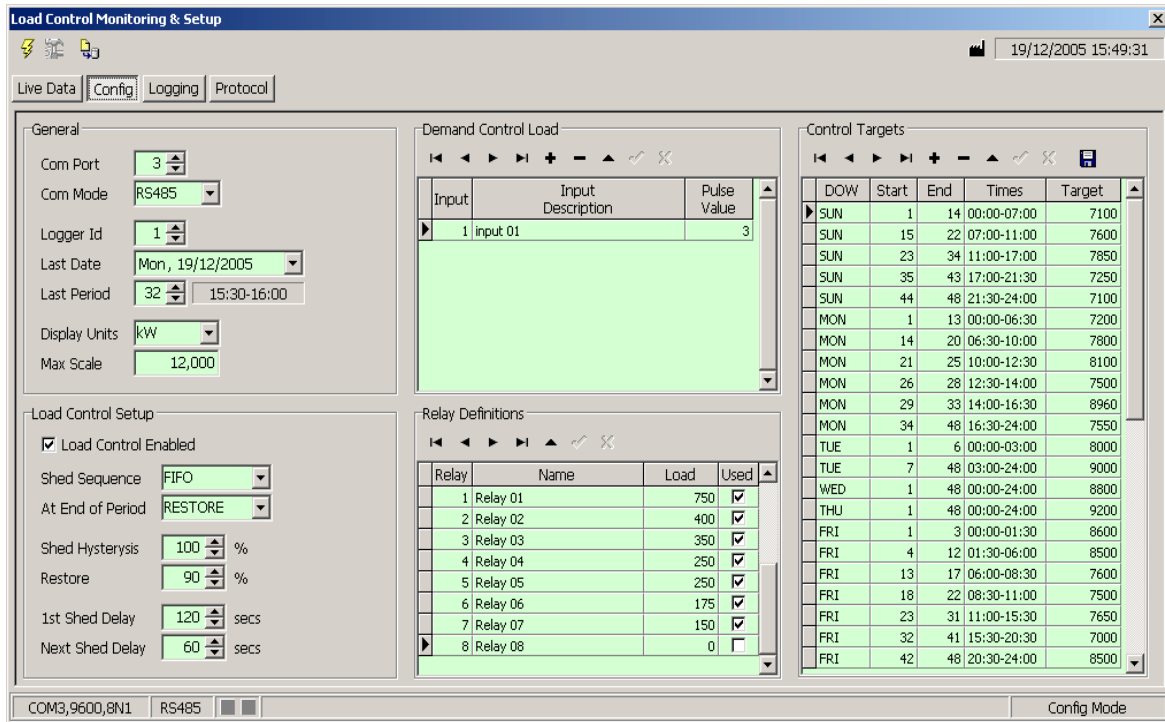 Load Control Monitoring & Setup
19/12/2005 15:49:31
Live Data Config Logging Protocol
General
Com Port 3
Com Mode RS485
Logger Id 1
Last Date Mon, 19/12/2005
Last Period 32 15:30-16:00
Display Units kW
Max Scale 12,000
Load Control Setup
Load Control Enabled
Shed Sequence FIFO
At End of Period RESTORE
Shed Hysterysis 100 %
Restore 90 %
1st Shed Delay 120 secs
Next Shed Delay 60 secs
Demand Control Load
Input Input Description Pulse Value
1 input 01 3
Relay Definitions
Relay Name Load Used
1 Relay 01 750
2 Relay 02 400
3 Relay 03 350
4 Relay 04 250
5 Relay 05 250
6 Relay 06 175
7 Relay 07 150
8 Relay 08 0
Control Targets
DOW Start End Times Target
SUN 1 14 00:00-07:00 7100
SUN 15 22 07:00-11:00 7600
SUN 23 34 11:00-17:00 7850
SUN 35 43 17:00-21:30 7250
SUN 44 48 21:30-24:00 7100
MON 1 13 00:00-06:30 7200
MON 14 20 06:30-10:00 7800
MON 21 25 10:00-12:30 8100
MON 26 28 12:30-14:00 7500
MON 29 33 14:00-16:30 8960
MON 34 48 16:30-24:00 7550
TUE 1 6 00:00-03:00 8000
TUE 7 48 03:00-24:00 9000
WED 1 48 00:00-24:00 8800
THU 1 48 00:00-24:00 9200
FRI 1 3 00:00-01:30 8600
FRI 4 12 01:30-06:00 8500
FRI 13 17 06:00-08:30 7600
FRI 18 22 08:30-11:00 7500
FRI 23 31 11:00-15:30 7650
FRI 32 41 15:30-20:30 7000
FRI 42 48 20:30-24:00 8500
COM3,9600,8N1 RS485 Config Mode